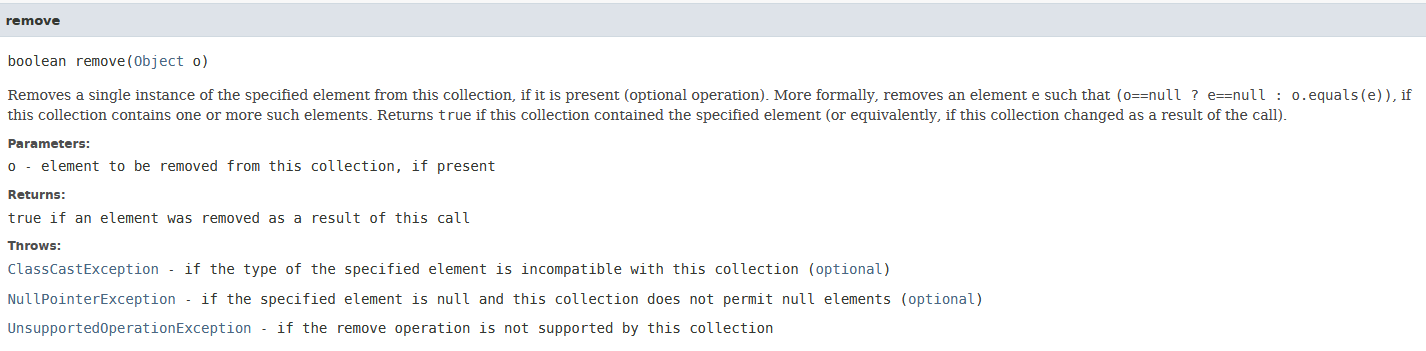 remove
boolean remove(Object o)
Removes a single instance of the specified element from this collection, if it is present (optional operation). More formally, removes an element e such that (o==null ? e==null : o.equals(e)), if
this collection contains one or more such elements. Returns true if this collection contained the specified element (or equivalently, if this collection changed as a result of the call).
Parameters:
o - element to be removed from this collection, if present
Returns:
true if an element was removed as a result of this call
Throws:
ClassCastException - if the type of the specified element is incompatible with this collection (optional)
NullPointerException - if the specified element is null and this collection does not permit null elements (optional)
UnsupportedOperationException - if the remove operation is not supported by this collection